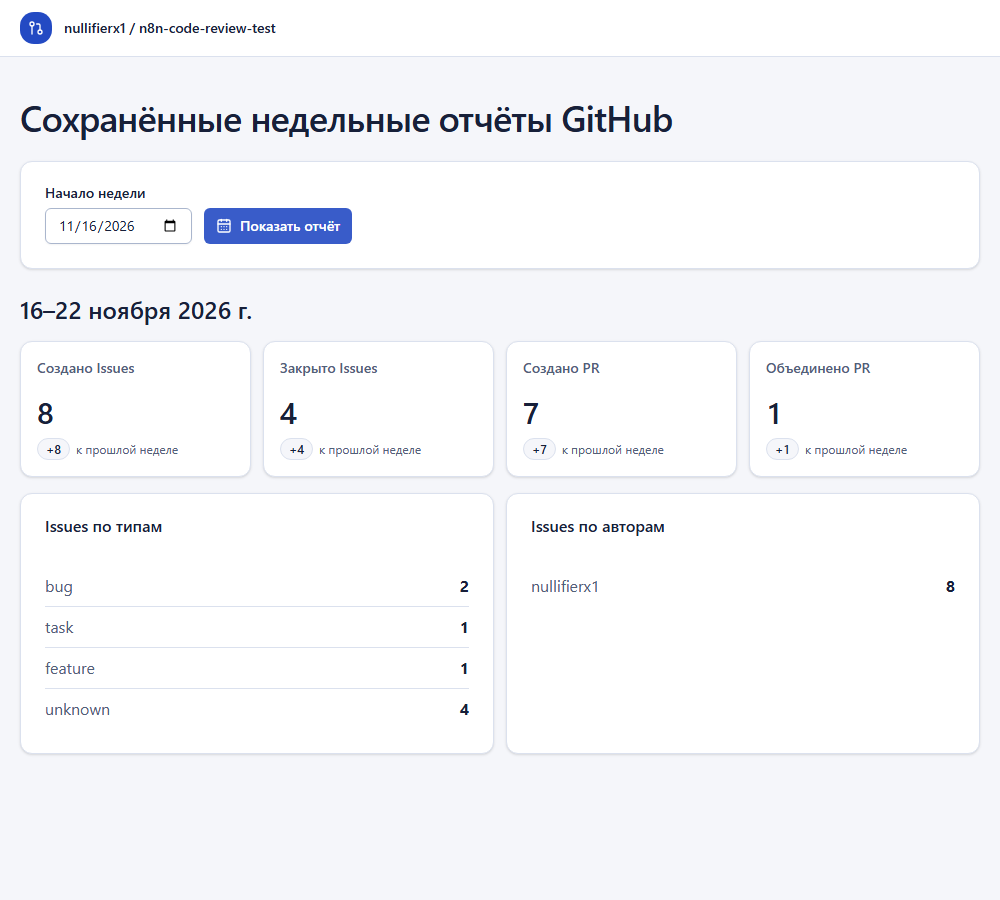 nullifierx1 / n8n-code-review-test
Сохранённые недельные отчёты GitHub
Начало недели
11/16/2026
Показать отчёт
16–22 ноября 2026 г.
Создано Issues
8
+8 к прошлой неделе
Закрыто Issues
4
+4 к прошлой неделе
Создано PR
7
+7 к прошлой неделе
Объединено PR
1
+1 к прошлой неделе
Issues по типам
bug 2
task 1
feature 1
unknown 4
Issues по авторам
nullifierx1 8